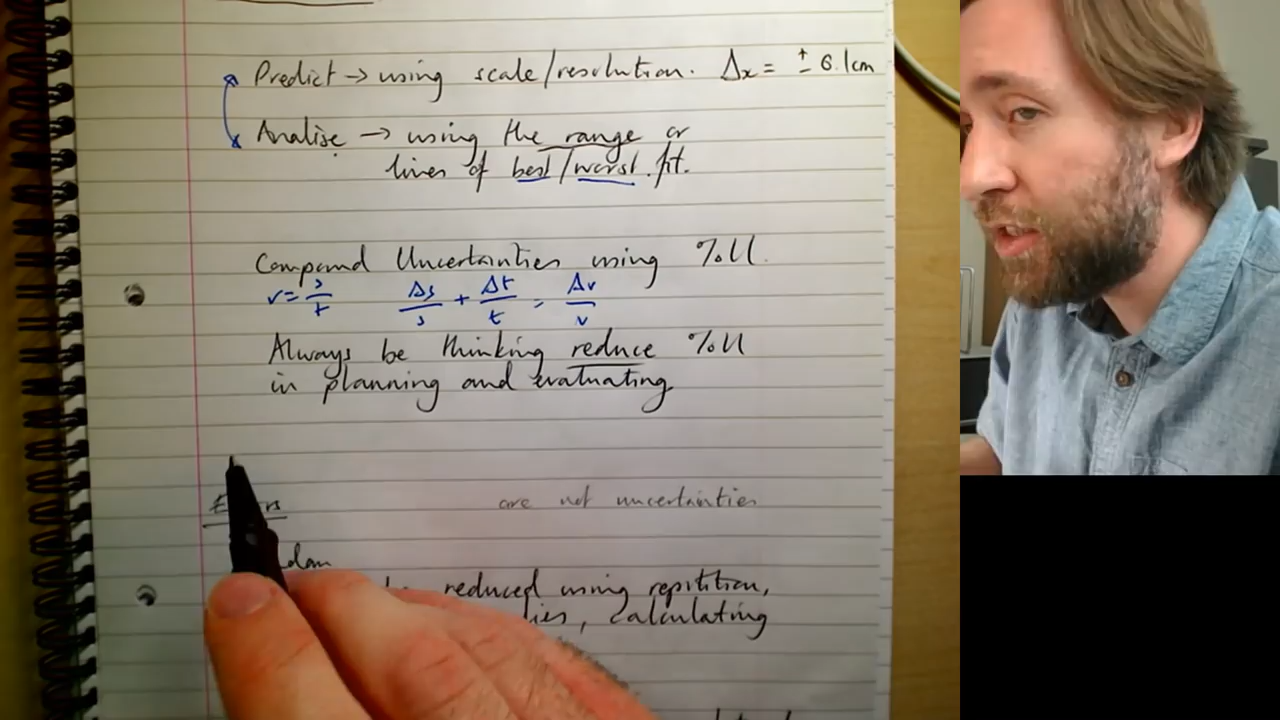 Predict → using scale/resolution. Δx = ± 0.1cm
Analise → using the range or
lines of best/worst fit.
Compound Uncertainties using %U.
v = s/t Δs/s + Δt/t = Δv/v
Always be thinking reduce %U
in planning and evaluating
are not uncertainties
reduced using repitition,
calculating